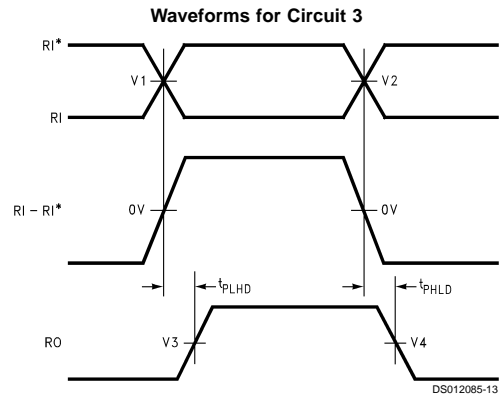 Waveforms for Circuit 3
RI*
V1
V2
RI
RI – RI*
0V
0V
tPLHD
tPHLD
RO
V3
V4
DS012085-13